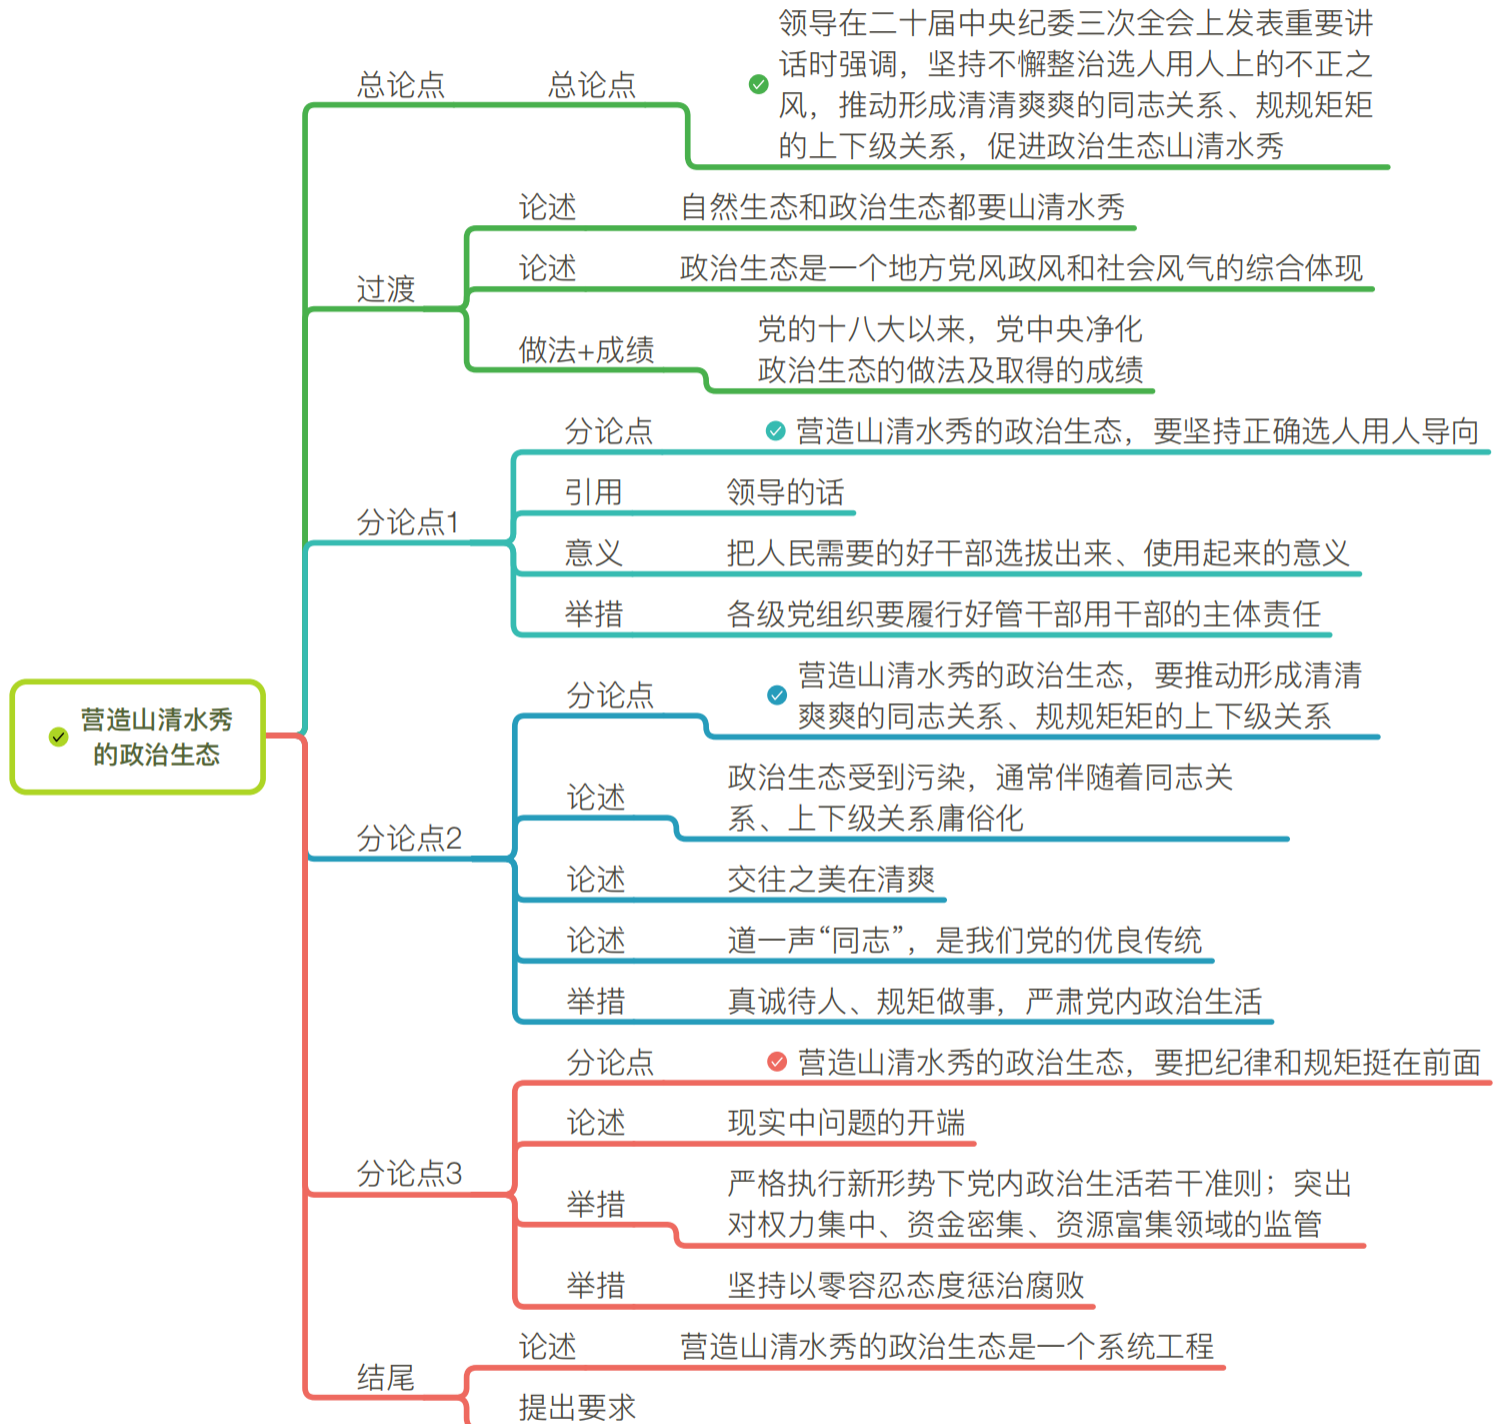 总论点
总论点
领导在二十届中央纪委三次全会上发表重要讲
话时强调，坚持不懈整治选人用人上的不正之
风，推动形成清清爽爽的同志关系、规规矩矩
的上下级关系，促进政治生态山清水秀
过渡
论述
自然生态和政治生态都要山清水秀
论述
政治生态是一个地方党风政风和社会风气的综合体现
做法+成绩
党的十八大以来，党中央净化
政治生态的做法及取得的成绩
分论点1
分论点
营造山清水秀的政治生态，要坚持正确选人用人导向
引用
领导的话
意义
把人民需要的好干部选拔出来、使用起来的意义
举措
各级党组织要履行好管干部用干部的主体责任
营造山清水秀
的政治生态
分论点2
分论点
营造山清水秀的政治生态，要推动形成清清
爽爽的同志关系、规规矩矩的上下级关系
论述
政治生态受到污染，通常伴随着同志关
系、上下级关系庸俗化
论述
交往之美在清爽
论述
道一声“同志”，是我们党的优良传统
举措
真诚待人、规矩做事，严肃党内政治生活
分论点3
分论点
营造山清水秀的政治生态，要把纪律和规矩挺在前面
论述
现实中问题的开端
举措
严格执行新形势下党内政治生活若干准则；突出
对权力集中、资金密集、资源富集领域的监管
举措
坚持以零容忍态度惩治腐败
结尾
论述
营造山清水秀的政治生态是一个系统工程
提出要求